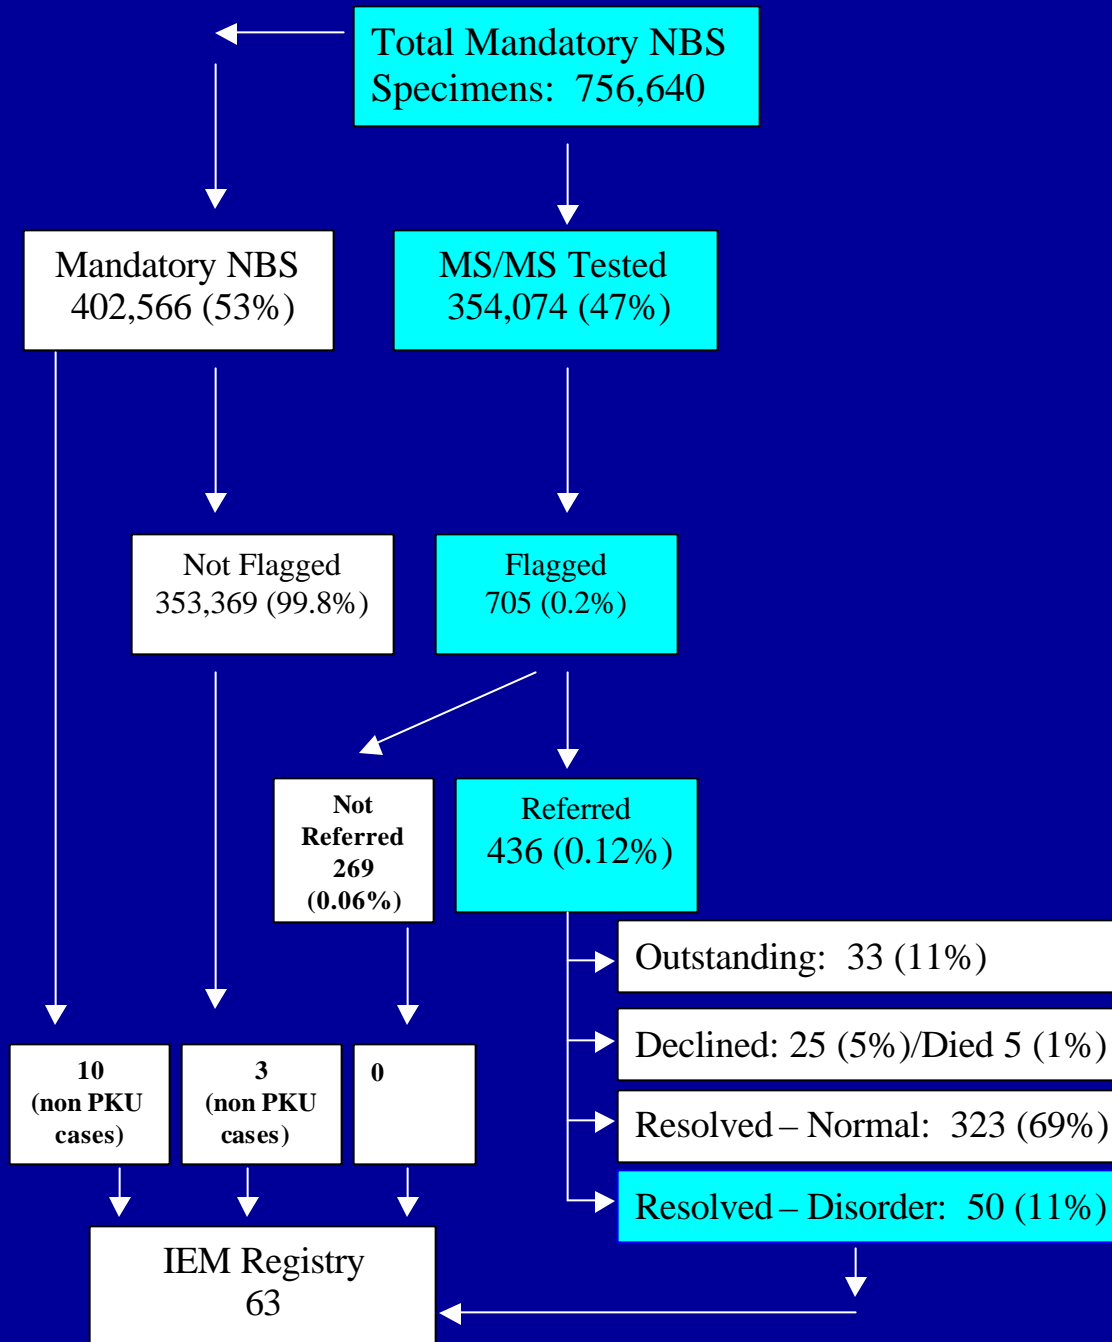 Total Mandatory NBS
Specimens: 756,640
Mandatory NBS
402,566 (53%)
MS/MS Tested
354,074 (47%)
Not Flagged
353,369 (99.8%)
Flagged
705 (0.2%)
Not
Referred
269
(0.06%)
Referred
436 (0.12%)
Outstanding: 33 (11%)
Declined: 25 (5%)/Died 5 (1%)
Resolved – Normal: 323 (69%)
Resolved – Disorder: 50 (11%)
10
(non PKU
cases)
3
(non PKU
cases)
0
IEM Registry
63